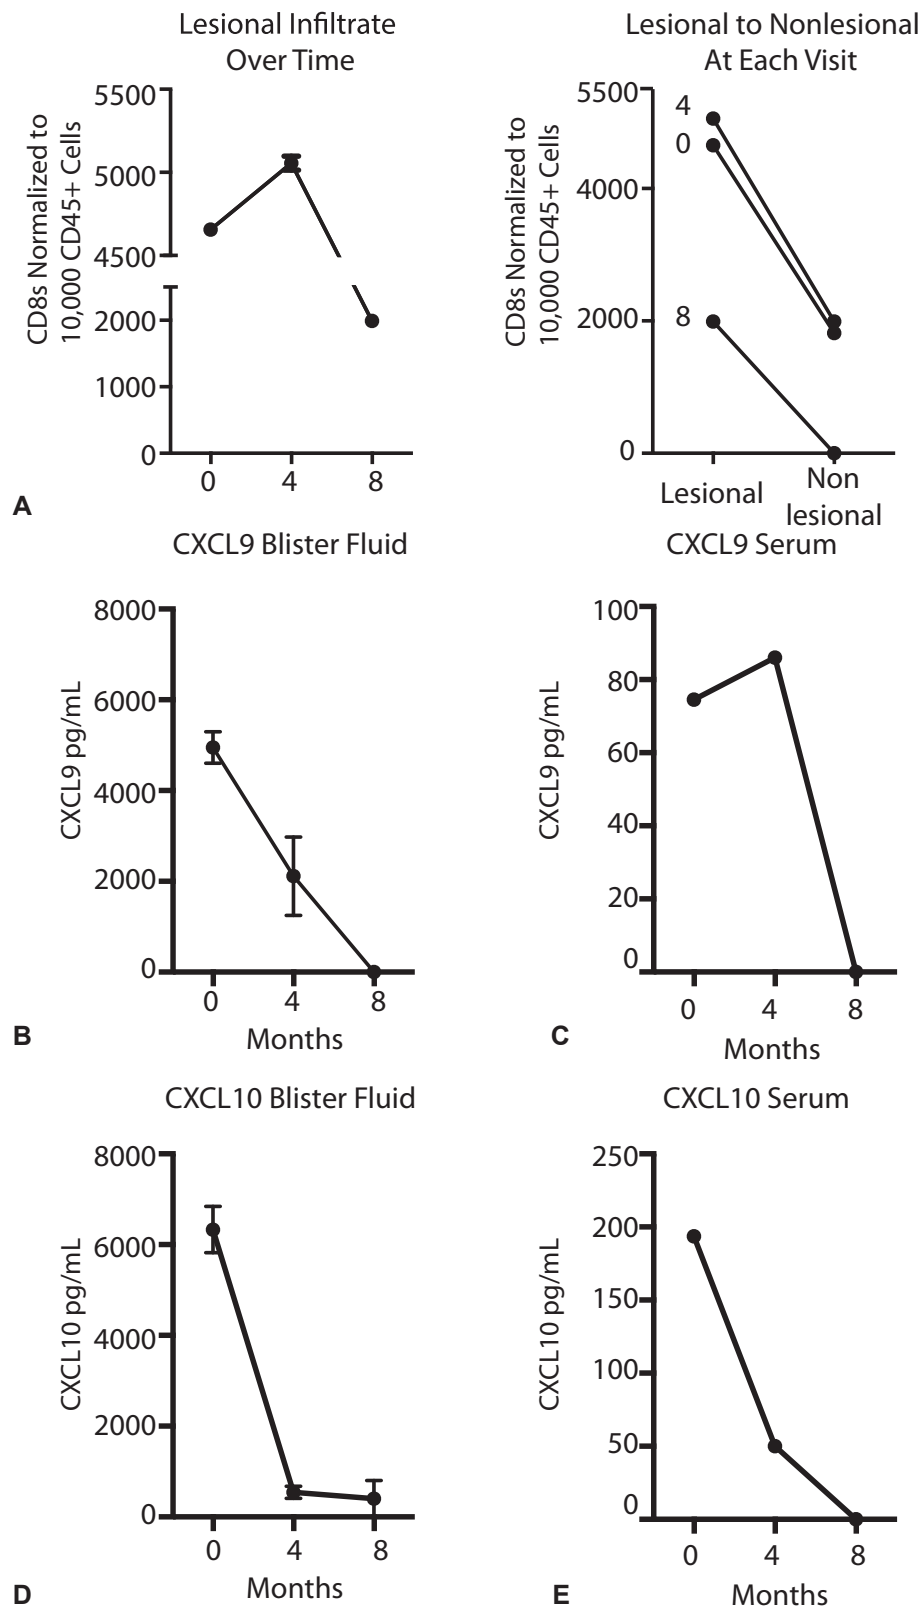 Lesional Infiltrate
Over Time
CD8s Normalized to
10,000 CD45+ Cells
5500
5000
4500
2000
1000
0
0 4 8
A
Lesional to Nonlesional
At Each Visit
CD8s Normalized to
10,000 CD45+ Cells
5500
4000
2000
0
4
0
8
Lesional
Non
lesional
CXCL9 Blister Fluid
CXCL9 pg/mL
8000
6000
4000
2000
0
0 4 8
Months
B
CXCL9 Serum
CXCL9 pg/mL
100
80
60
40
20
0
0 4 8
Months
C
CXCL10 Blister Fluid
CXCL10 pg/mL
8000
6000
4000
2000
0
0 4 8
Months
D
CXCL10 Serum
CXCL10 pg/mL
250
200
150
100
50
0
0 4 8
Months
E